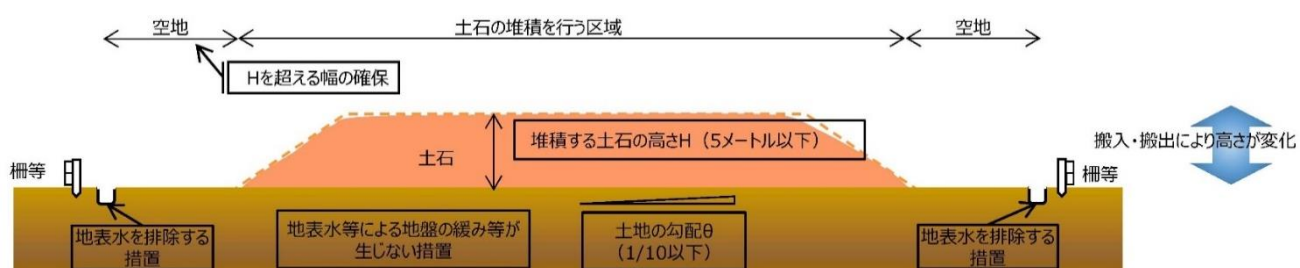 空地
土石の堆積を行う区域
空地
Hを超える幅の確保
堆積する土石の高さH（5メートル以下）
搬入・搬出により高さが変化
土石
柵等
柵等
地表水を排除する
措置
地表水等による地盤の緩み等が
生じない措置
土地の勾配θ
（1/10以下）
地表水を排除する
措置